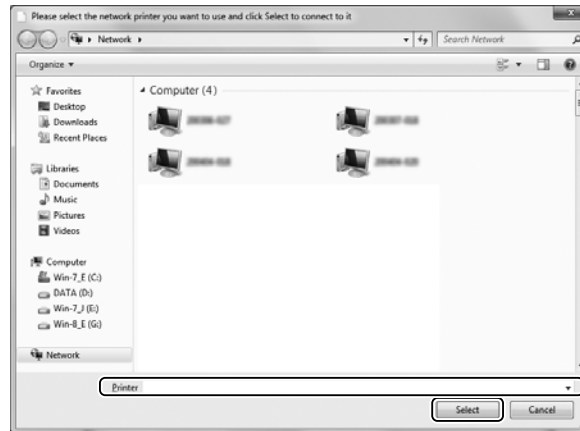 Please select the network printer you want to use and click Select to connect to it
Network
Search Network
Organize
Favorites
Desktop
Downloads
Recent Places
Libraries
Documents
Music
Pictures
Videos
Computer
Win-7_E (C:)
DATA (D:)
Win-7_J (E:)
Win-8_E (G:)
Network
Computer (4)
Printer
Select
Cancel